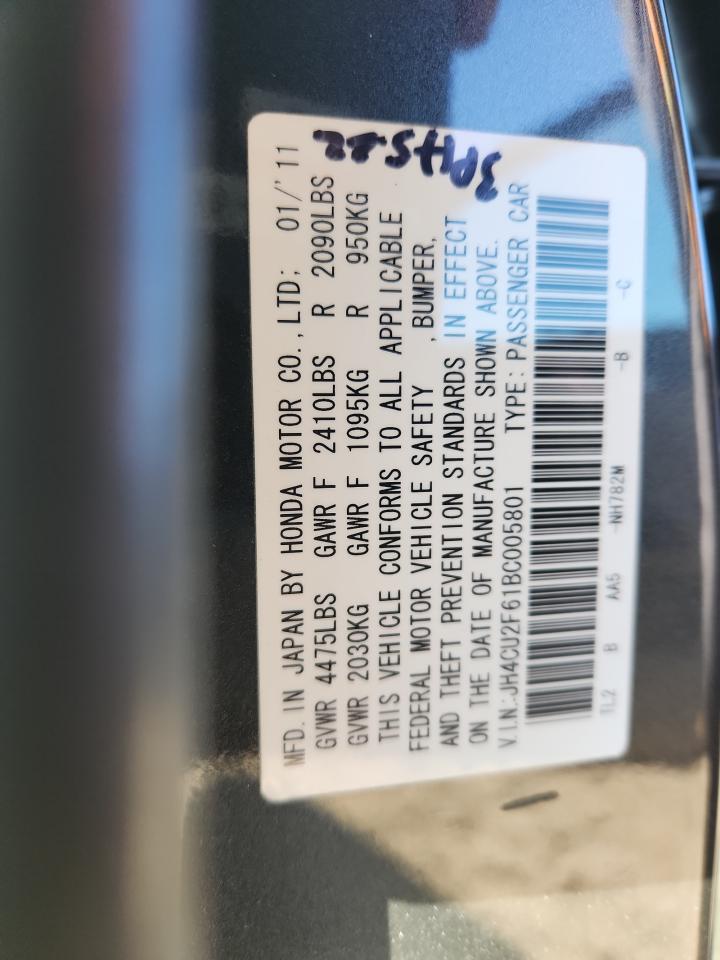 MFD. IN JAPAN BY HONDA MOTOR CO., LTD; 01/'11
GVWR 4475LBS GAWR F 2410LBS R 2090LBS
GVWR 2030KG GAWR F 1095KG R 950KG
THIS VEHICLE CONFORMS TO ALL APPLICABLE
FEDERAL MOTOR VEHICLE SAFETY , BUMPER,
AND THEFT PREVENTION STANDARDS IN EFFECT
ON THE DATE OF MANUFACTURE SHOWN ABOVE.
V.I.N.:JH4CU2F61BC005801 TYPE: PASSENGER CAR
TL2 B AA5 -NH782M -B -C